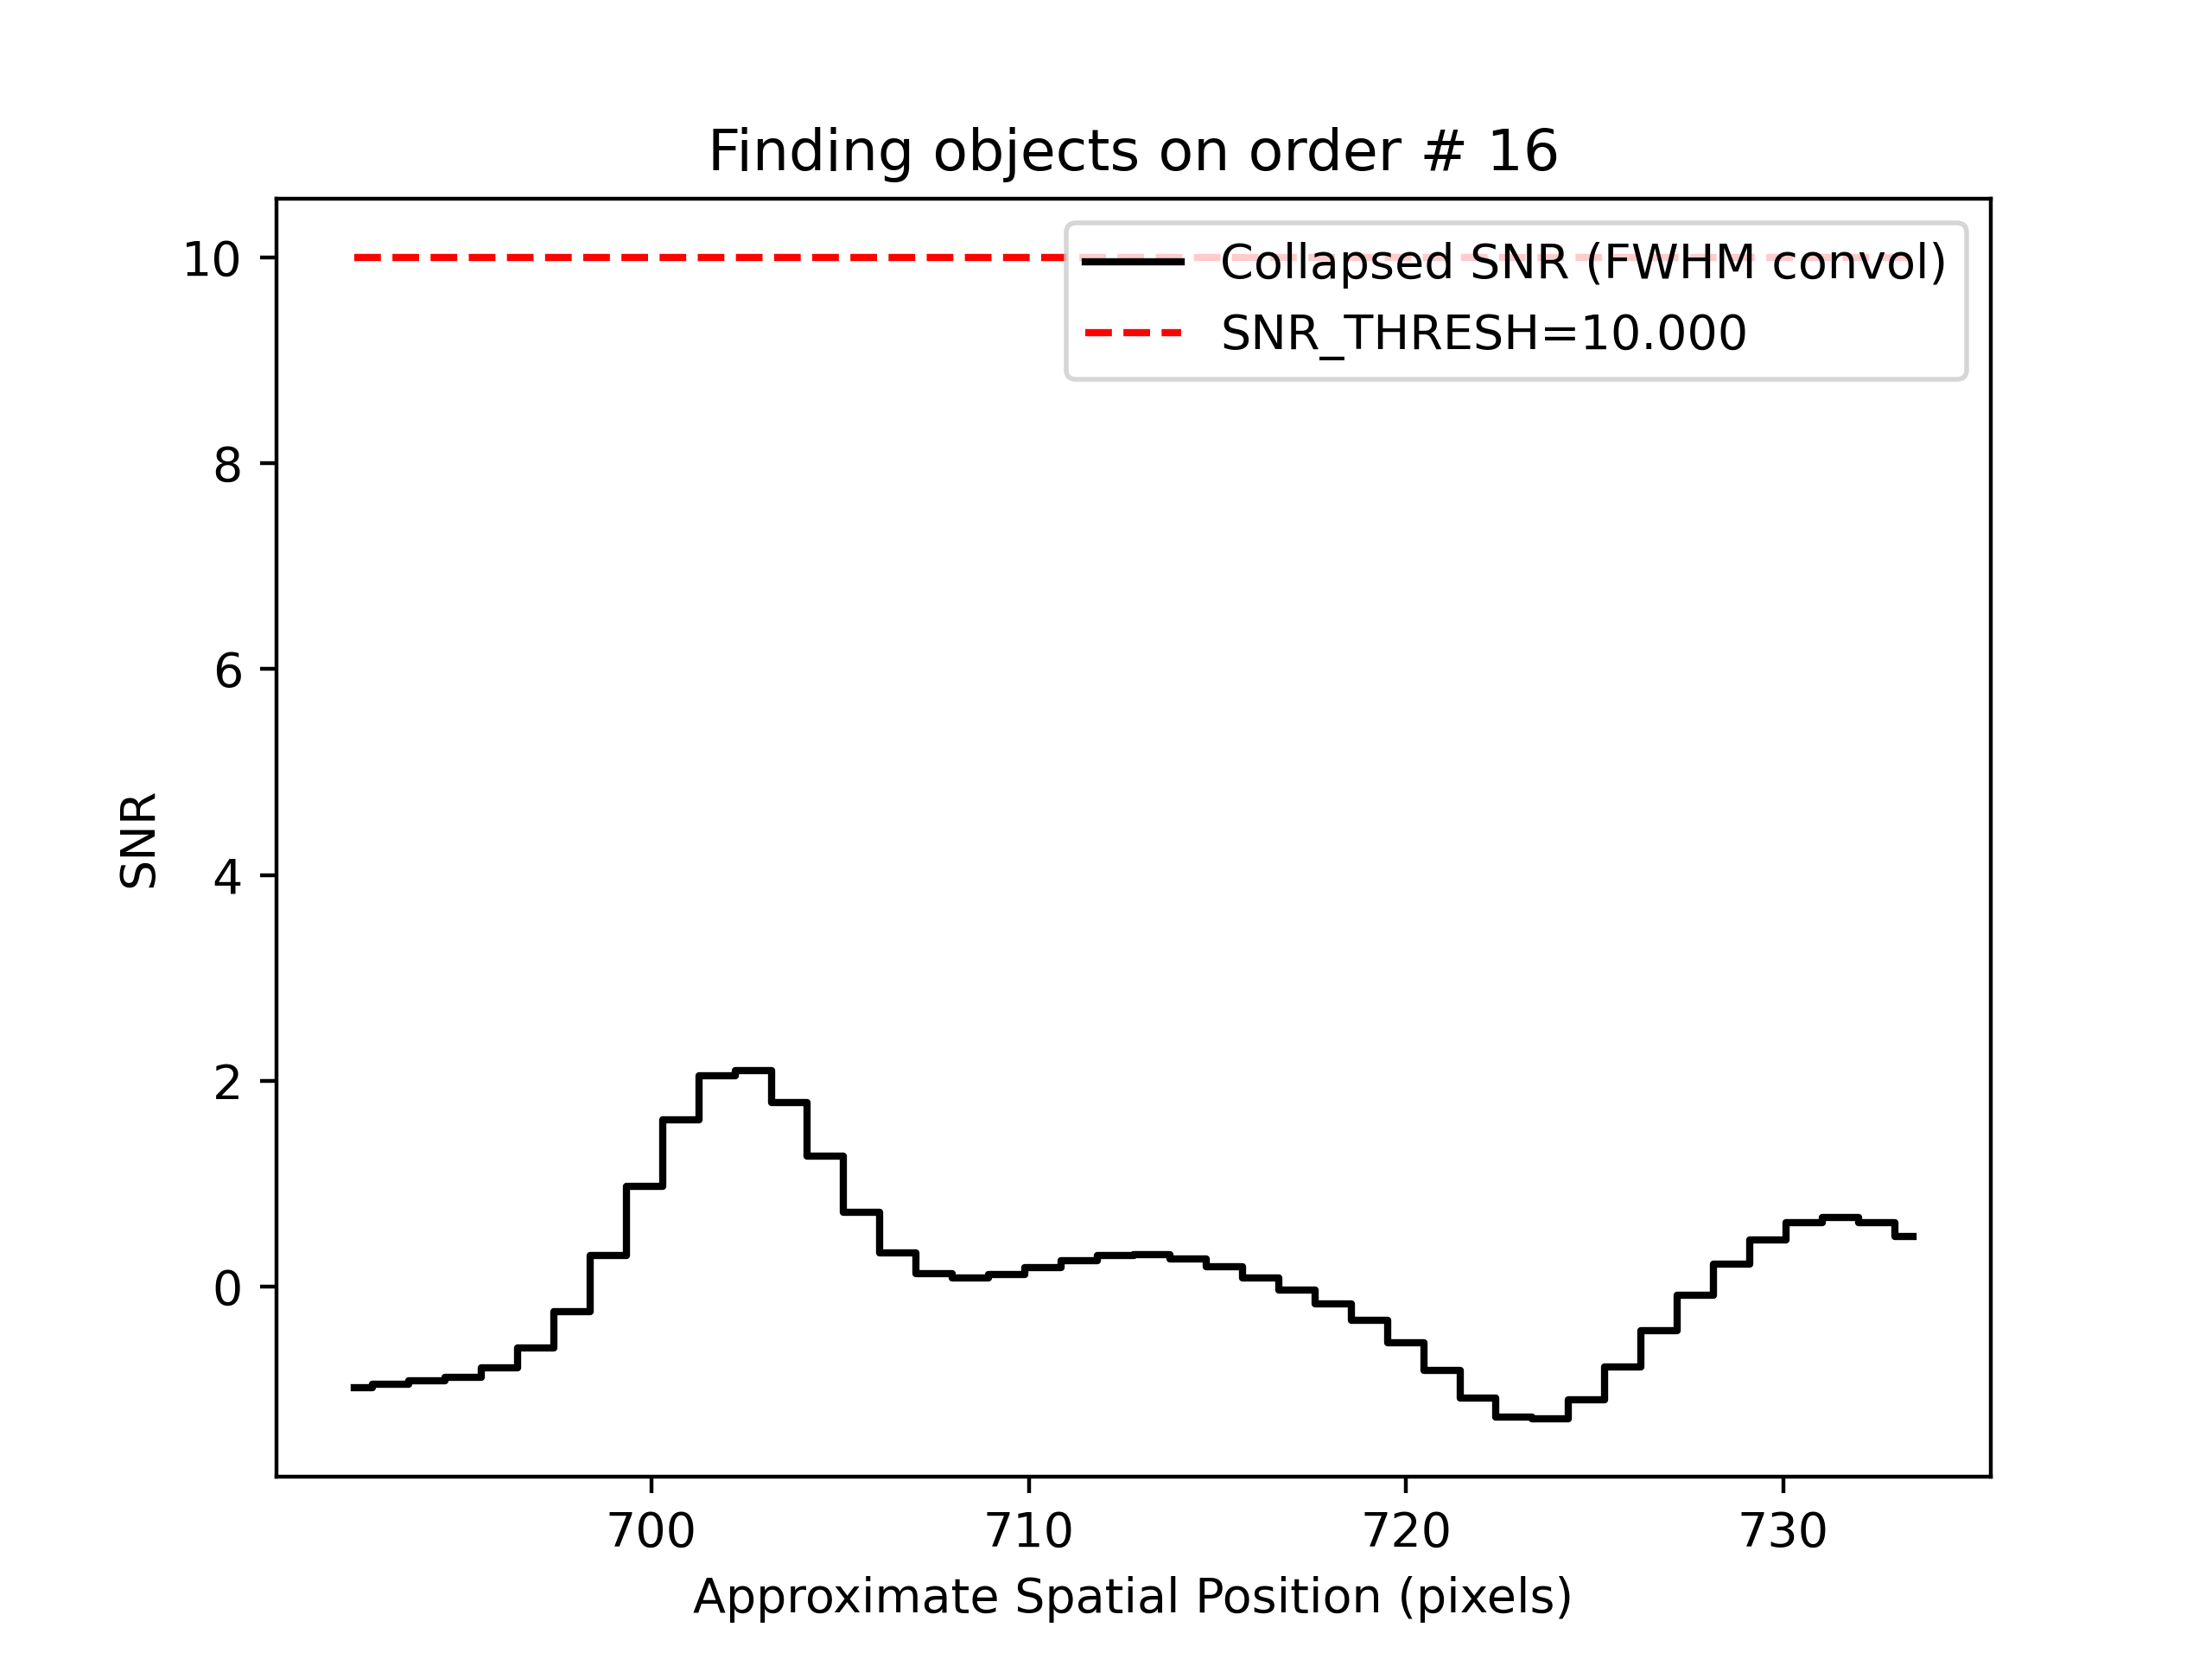 Finding objects on order # 16
Collapsed SNR (FWHM convol)
SNR_THRESH=10.000
10
8
6
4
2
0
SNR
700 710 720 730
Approximate Spatial Position (pixels)